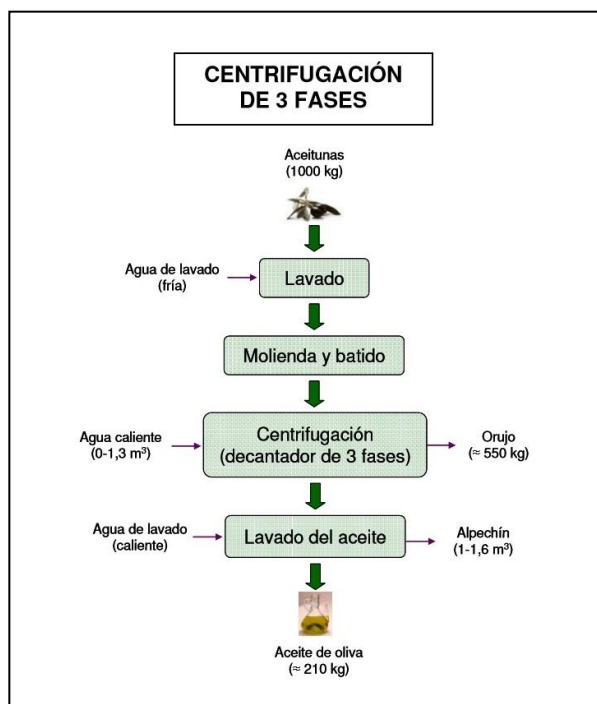 CENTRIFUGACIÓN
DE 3 FASES
Aceitunas
(1000 kg)
Agua de lavado
(fría)
Lavado
Molienda y batido
Agua caliente
(0-1,3 m³)
Centrifugación
(decantador de 3 fases)
Orujo
(≈ 550 kg)
Agua de lavado
(caliente)
Lavado del aceite
Alpechín
(1-1,6 m³)
Aceite de oliva
(≈ 210 kg)